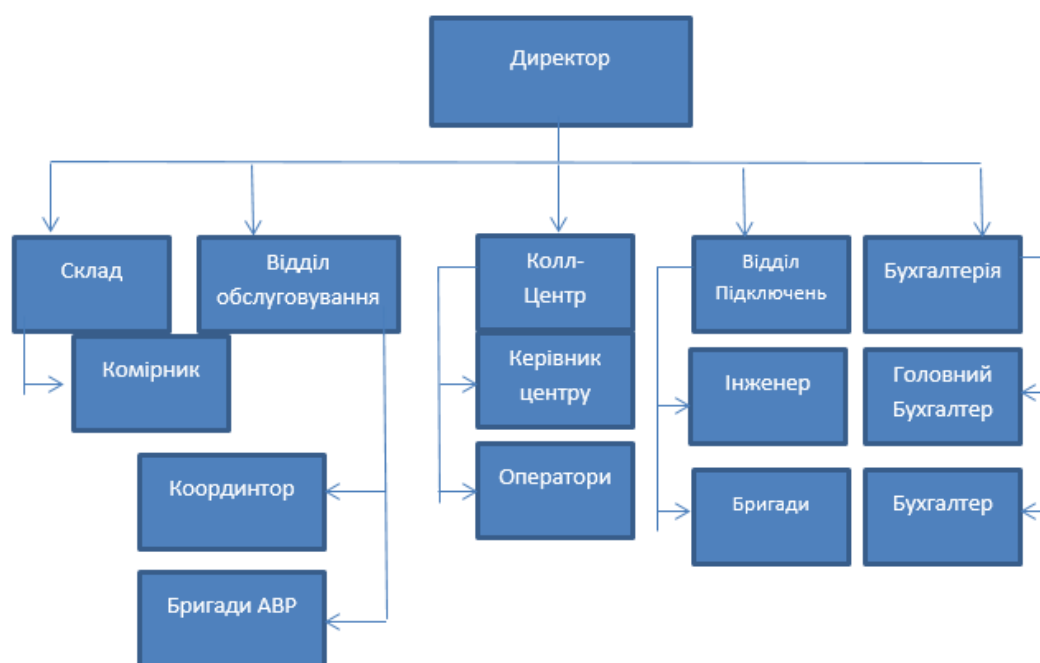 Директор
Склад
Відділ
обслуговування
Колл-
Центр
Відділ
Підключень
Бухгалтерія
Комірник
Керівник
центру
Інженер
Головний
Бухгалтер
Координтор
Оператори
Бригади
Бухгалтер
Бригади АВР